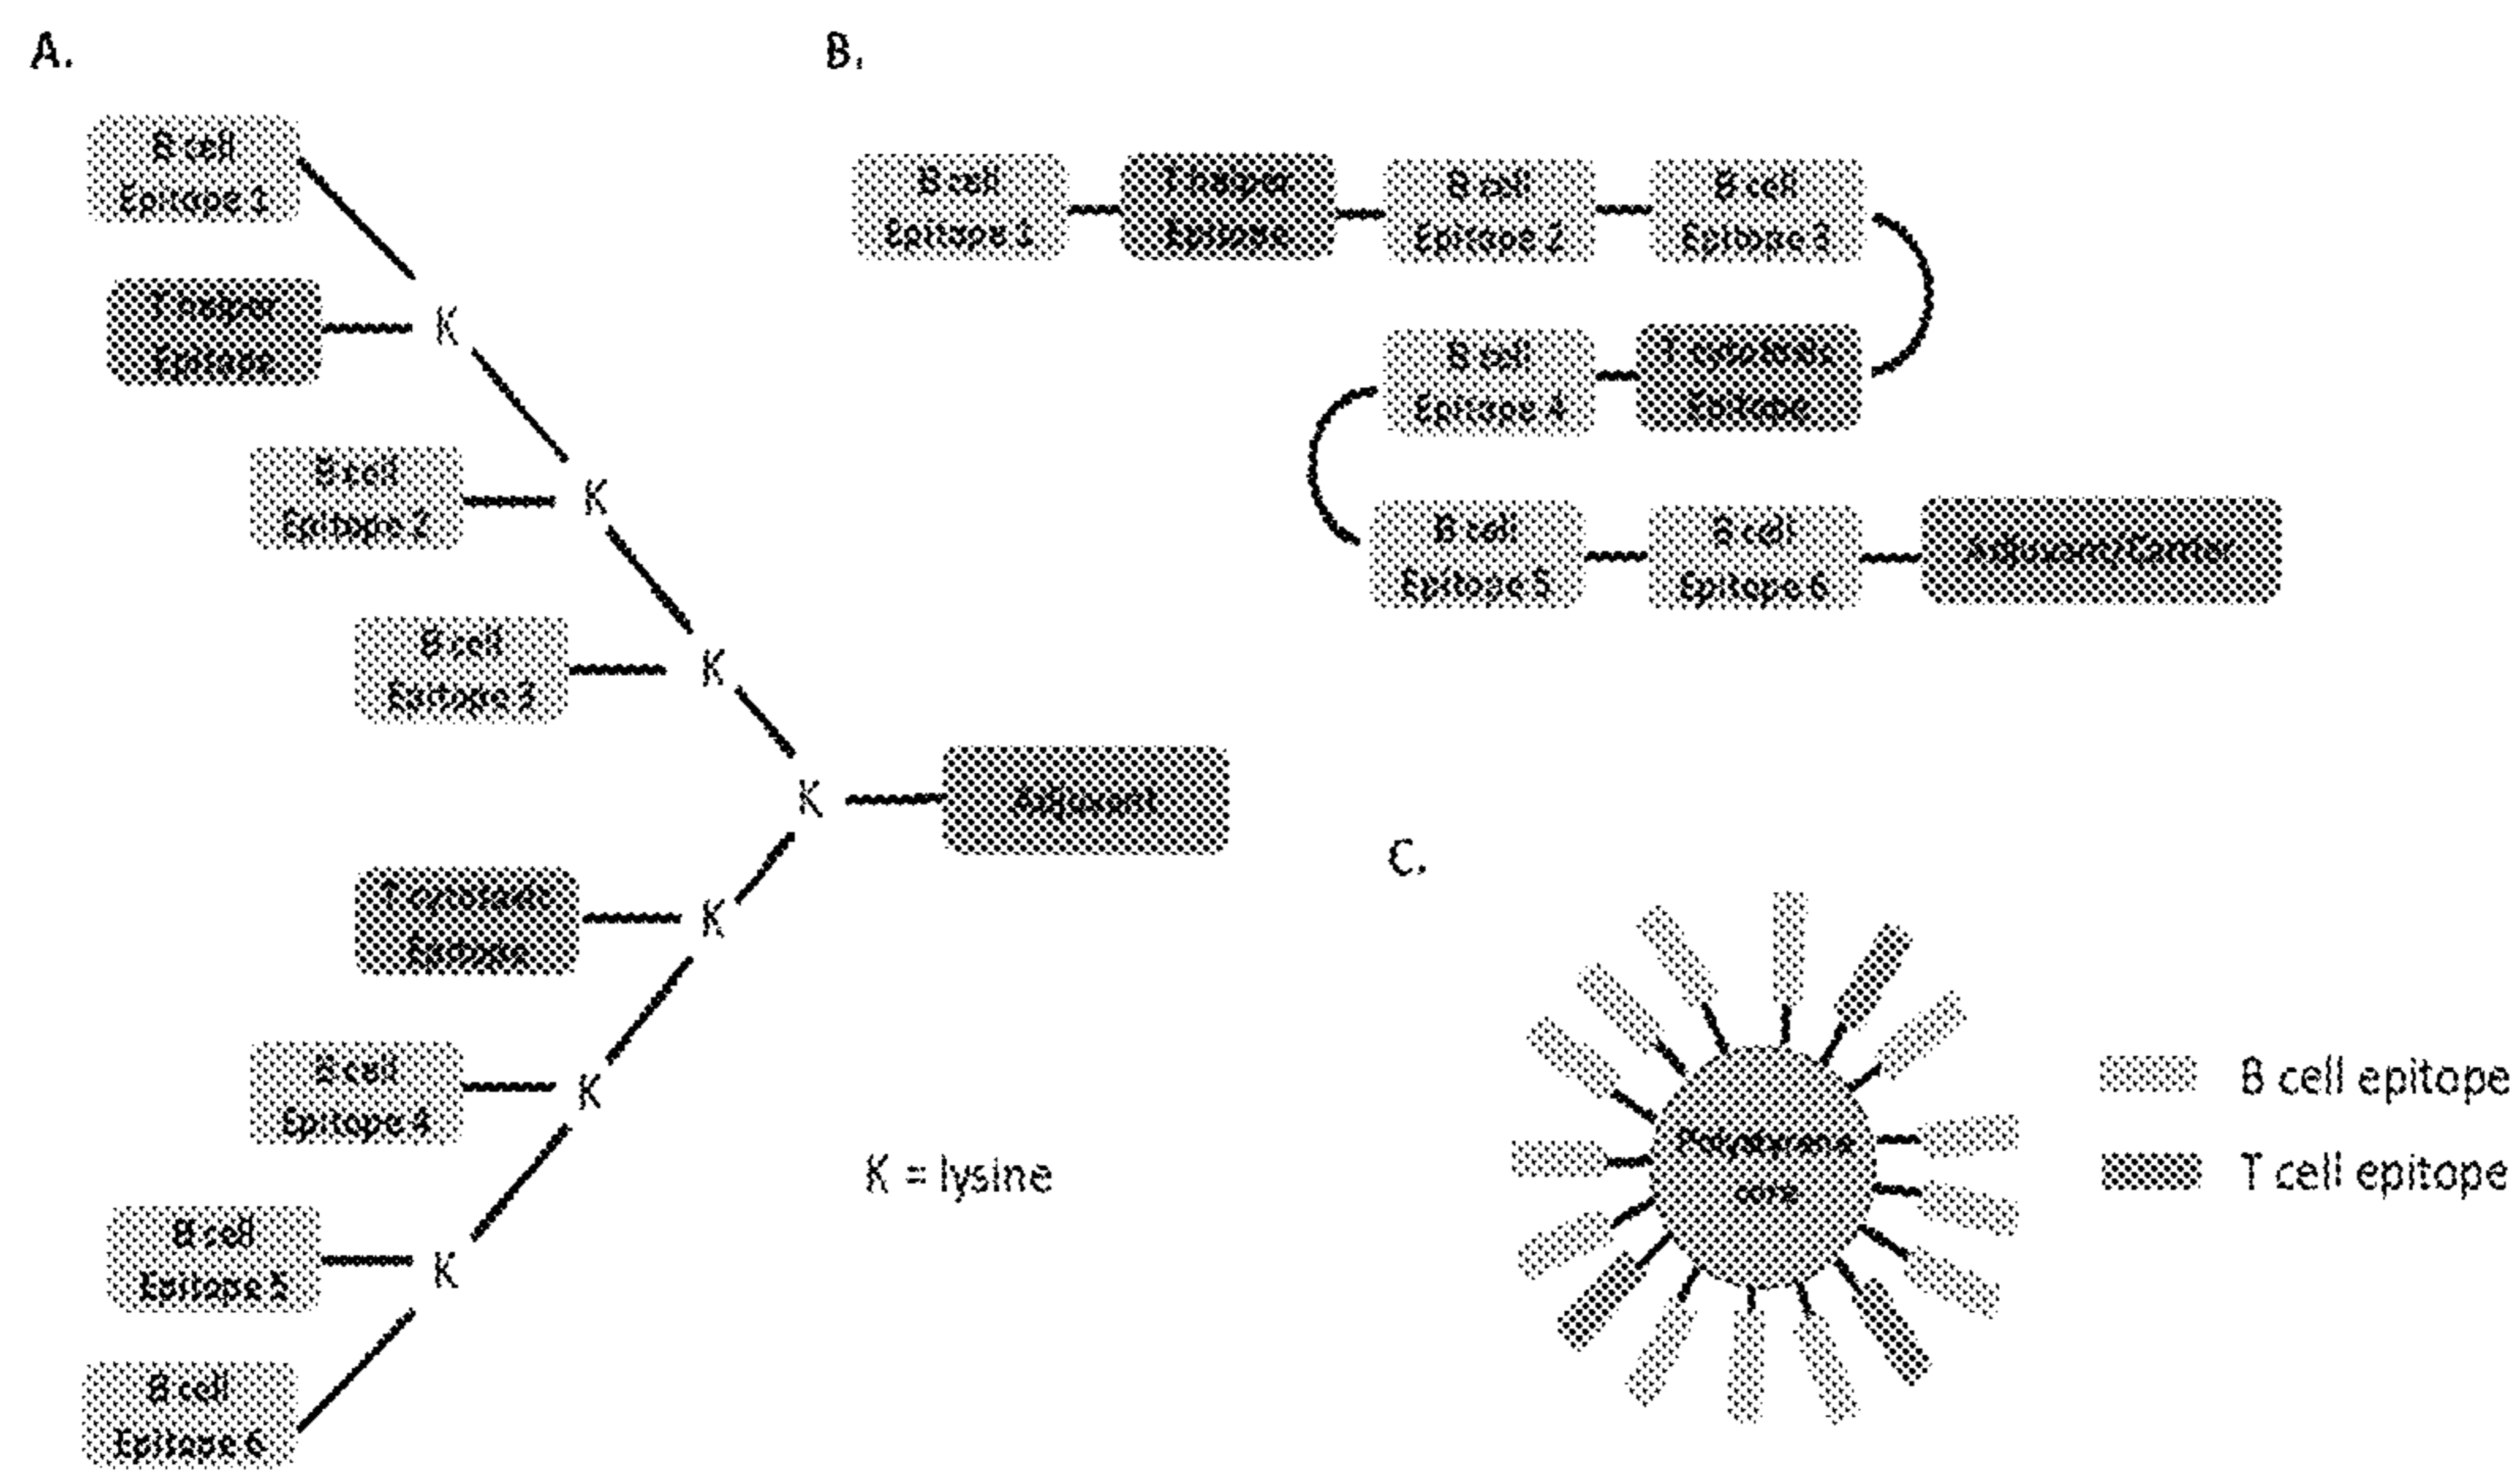 A.
B cell
Epitope 1
T helper
Epitope
K
B cell
Epitope 2
K
B cell
Epitope 3
K
K
Adjuvant
T cytotoxic
Epitope
K
B cell
Epitope 4
K
B cell
Epitope 5
K
B cell
Epitope 6
K = lysine
B.
B cell
Epitope 1
T helper
Epitope
B cell
Epitope 2
B cell
Epitope 3
B cell
Epitope 4
T cytotoxic
Epitope
B cell
Epitope 5
B cell
Epitope 6
Adjuvant/Carrier
C.
core
B cell epitope
T cell epitope